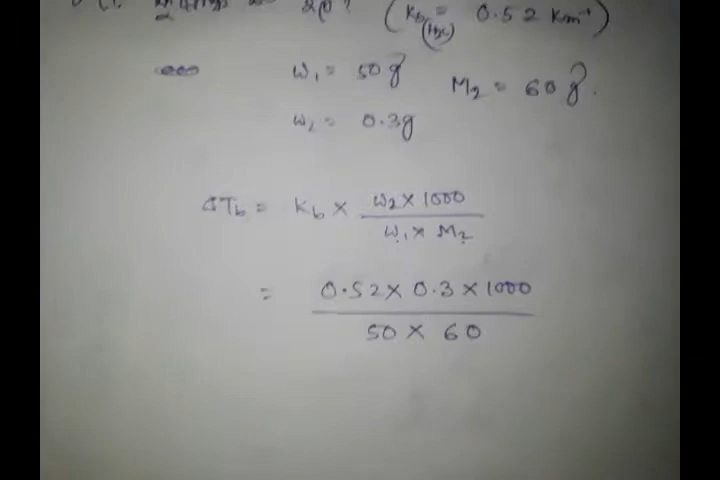 (Kb = 0.52 Km⁻¹)
(H₂O)
w₁ = 50 g
M₂ = 60 g.
w₂ = 0.3g
ΔTb = Kb × w₂ × 1000 / w₁ × M₂
= 0.52 × 0.3 × 1000 / 50 × 60